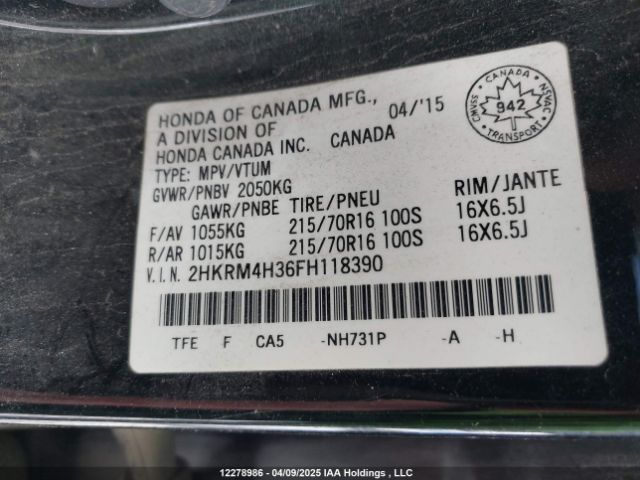 HONDA OF CANADA MFG., 04/'15
A DIVISION OF
HONDA CANADA INC. CANADA
TYPE: MPV/VTUM
GVWR/PNBV 2050KG
GAWR/PNBE TIRE/PNEU RIM/JANTE
F/AV 1055KG 215/70R16 100S 16X6.5J
R/AR 1015KG 215/70R16 100S 16X6.5J
V.I.N. 2HKRM4H36FH118390
TFE F CA5 -NH731P -A -H
CANADA
CMVSS 942 NSVAC
TRANSPORT
12278986 - 04/09/2025 IAA Holdings , LLC